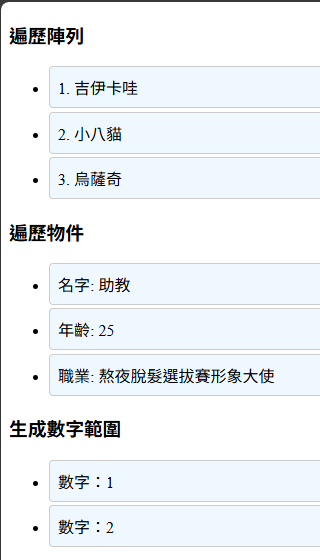 遍歷陣列
1. 吉伊卡哇
2. 小八貓
3. 烏薩奇
遍歷物件
名字: 助教
年齡: 25
職業: 熬夜脫髮選拔賽形象大使
生成數字範圍
數字：1
數字：2